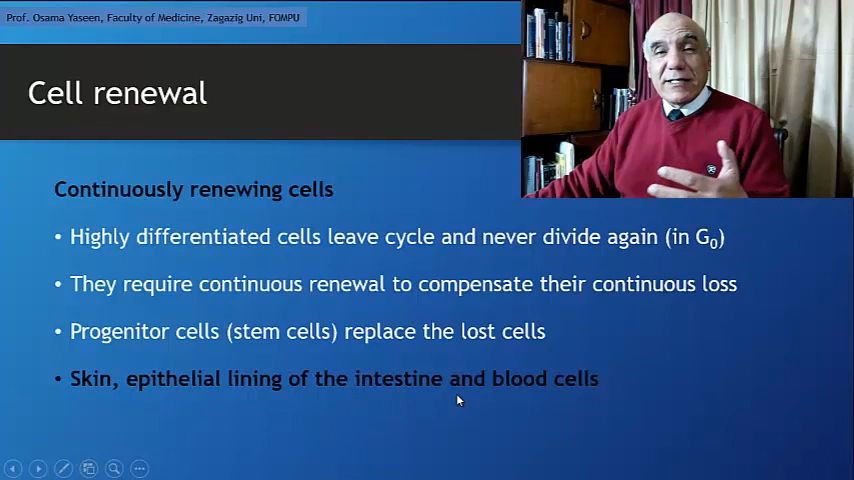 Prof. Osama Yaseen, Faculty of Medicine, Zagazig Uni, FOMPU
Cell renewal
Continuously renewing cells
• Highly differentiated cells leave cycle and never divide again (in G₀)
• They require continuous renewal to compensate their continuous loss
• Progenitor cells (stem cells) replace the lost cells
• Skin, epithelial lining of the intestine and blood cells